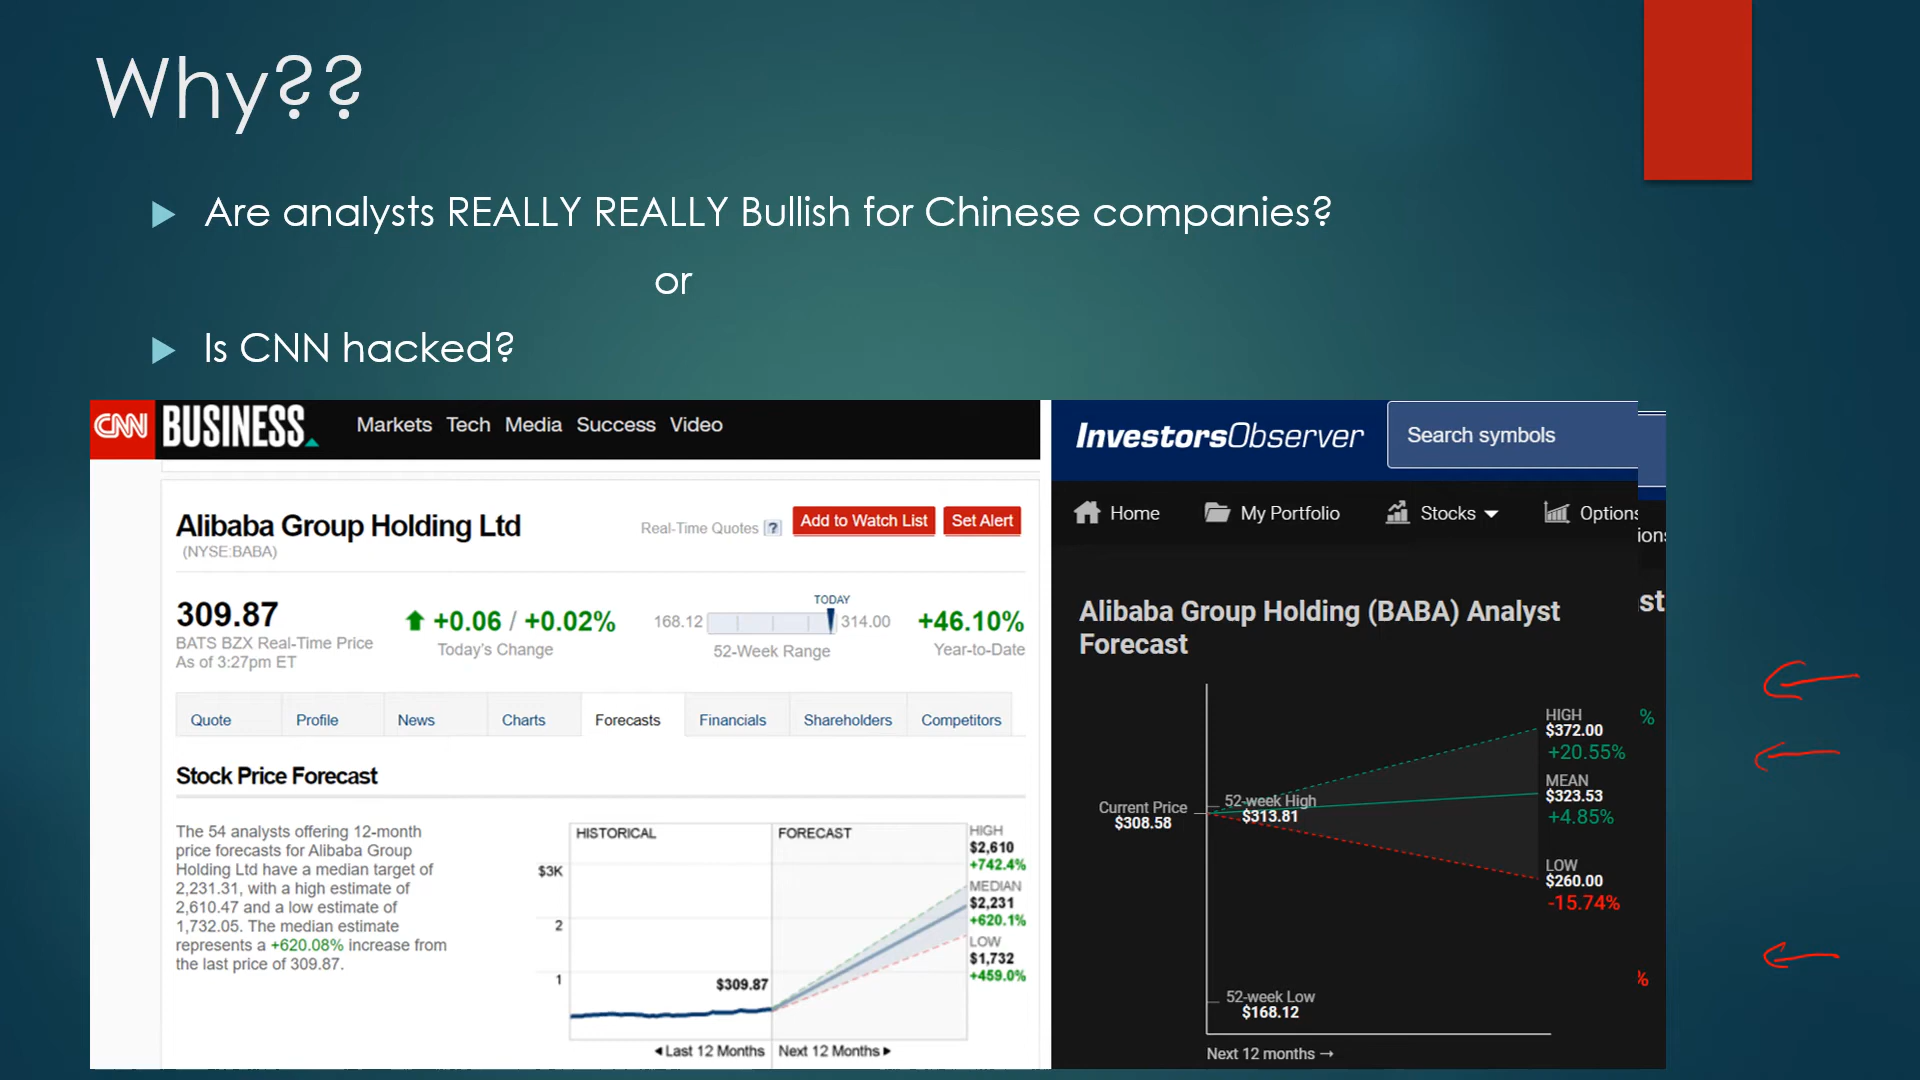 Why??
Are analysts REALLY REALLY Bullish for Chinese companies?
or
Is CNN hacked?
CNN BUSINESS
Markets Tech Media Success Video
Alibaba Group Holding Ltd
(NYSE:BABA)
Real-Time Quotes ?
Add to Watch List
Set Alert
309.87
BATS BZX Real-Time Price
As of 3:27pm ET
+0.06 / +0.02%
Today's Change
TODAY
168.12 314.00
52-Week Range
+46.10%
Year-to-Date
Quote Profile News Charts Forecasts Financials Shareholders Competitors
Stock Price Forecast
The 54 analysts offering 12-month
price forecasts for Alibaba Group
Holding Ltd have a median target of
2,231.31, with a high estimate of
2,610.47 and a low estimate of
1,732.05. The median estimate
represents a +620.08% increase from
the last price of 309.87.
HISTORICAL
FORECAST
$3K
2
1
$309.87
HIGH
$2,610
+742.4%
MEDIAN
$2,231
+620.1%
LOW
$1,732
+459.0%
Last 12 Months
Next 12 Months
InvestorsObserver
Search symbols
Home My Portfolio Stocks Options
ions
st
Alibaba Group Holding (BABA) Analyst
Forecast
Current Price
$308.58
52-week High
$313.81
HIGH
$372.00
+20.55%
%
MEAN
$323.53
+4.85%
LOW
$260.00
-15.74%
%
52-week Low
$168.12
Next 12 months →